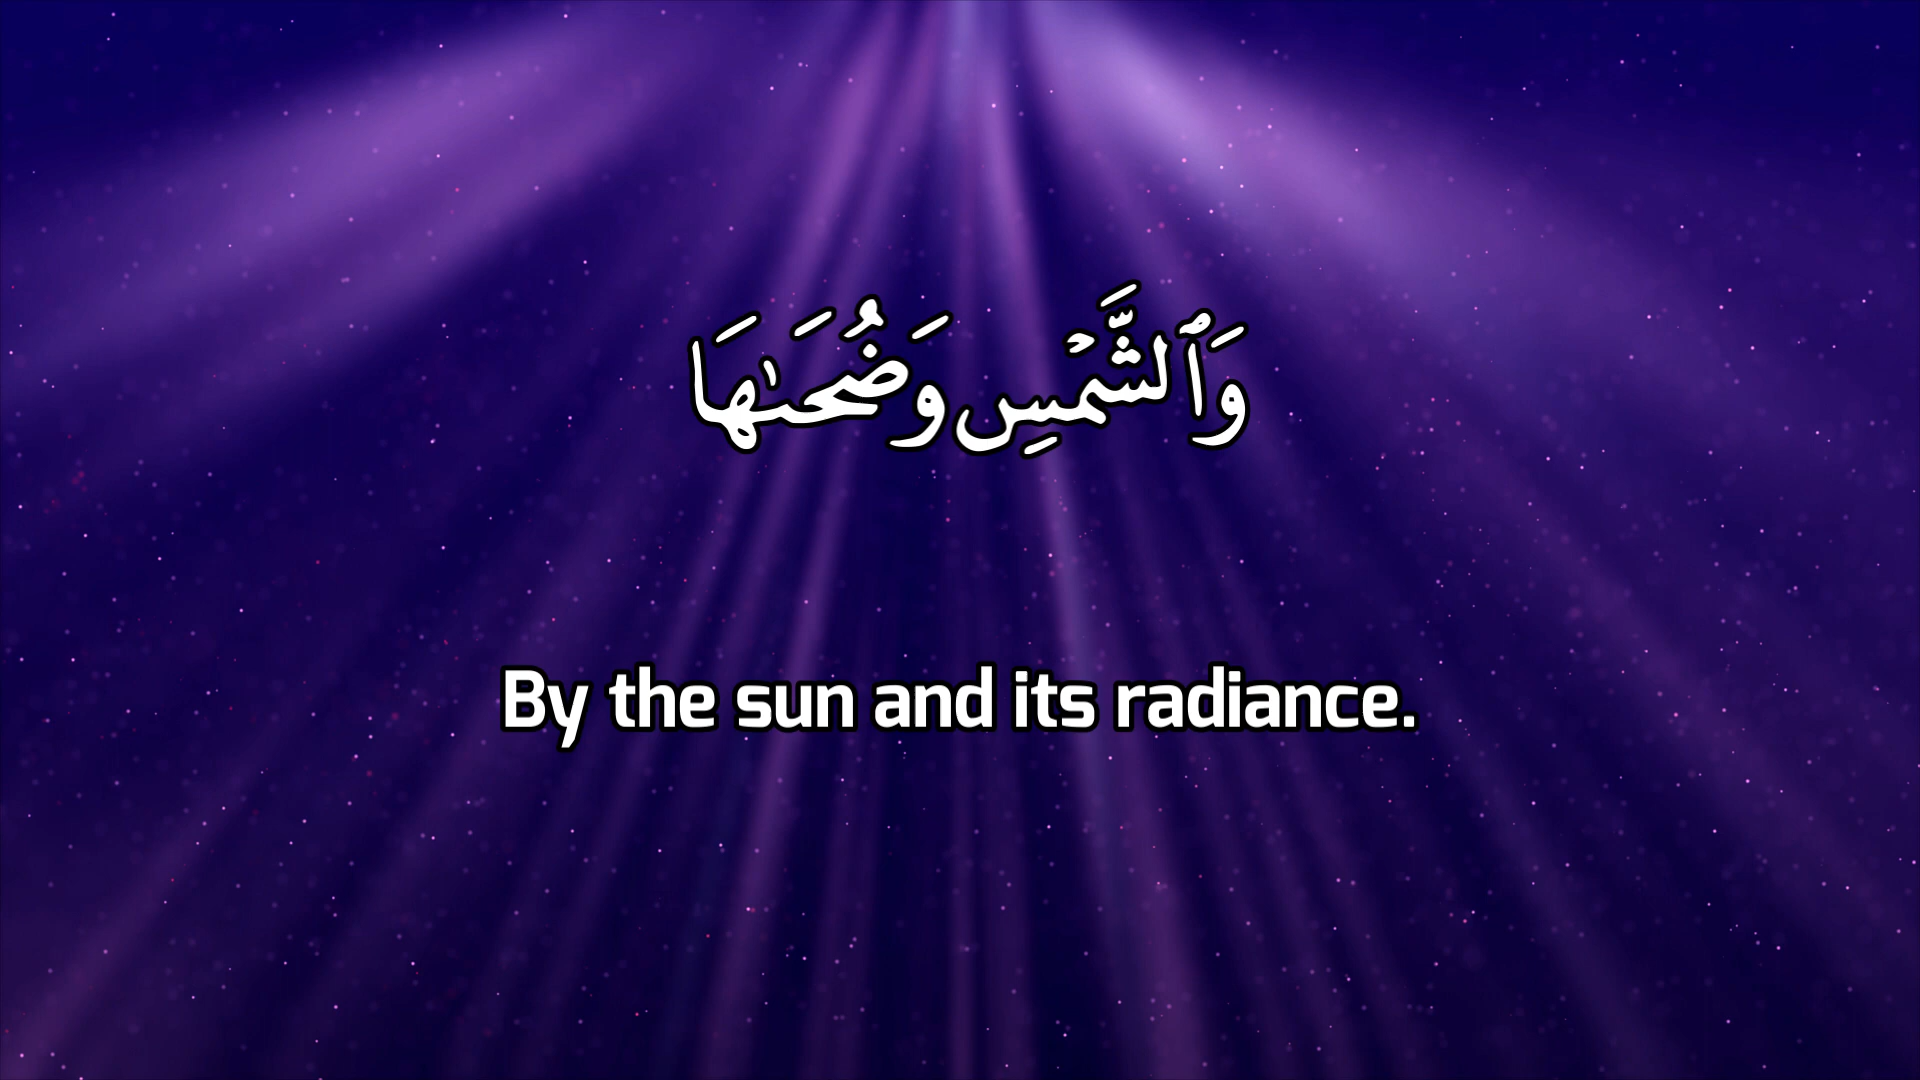 وَٱلشَّمْسِ وَضُحَىٰهَا
By the sun and its radiance.